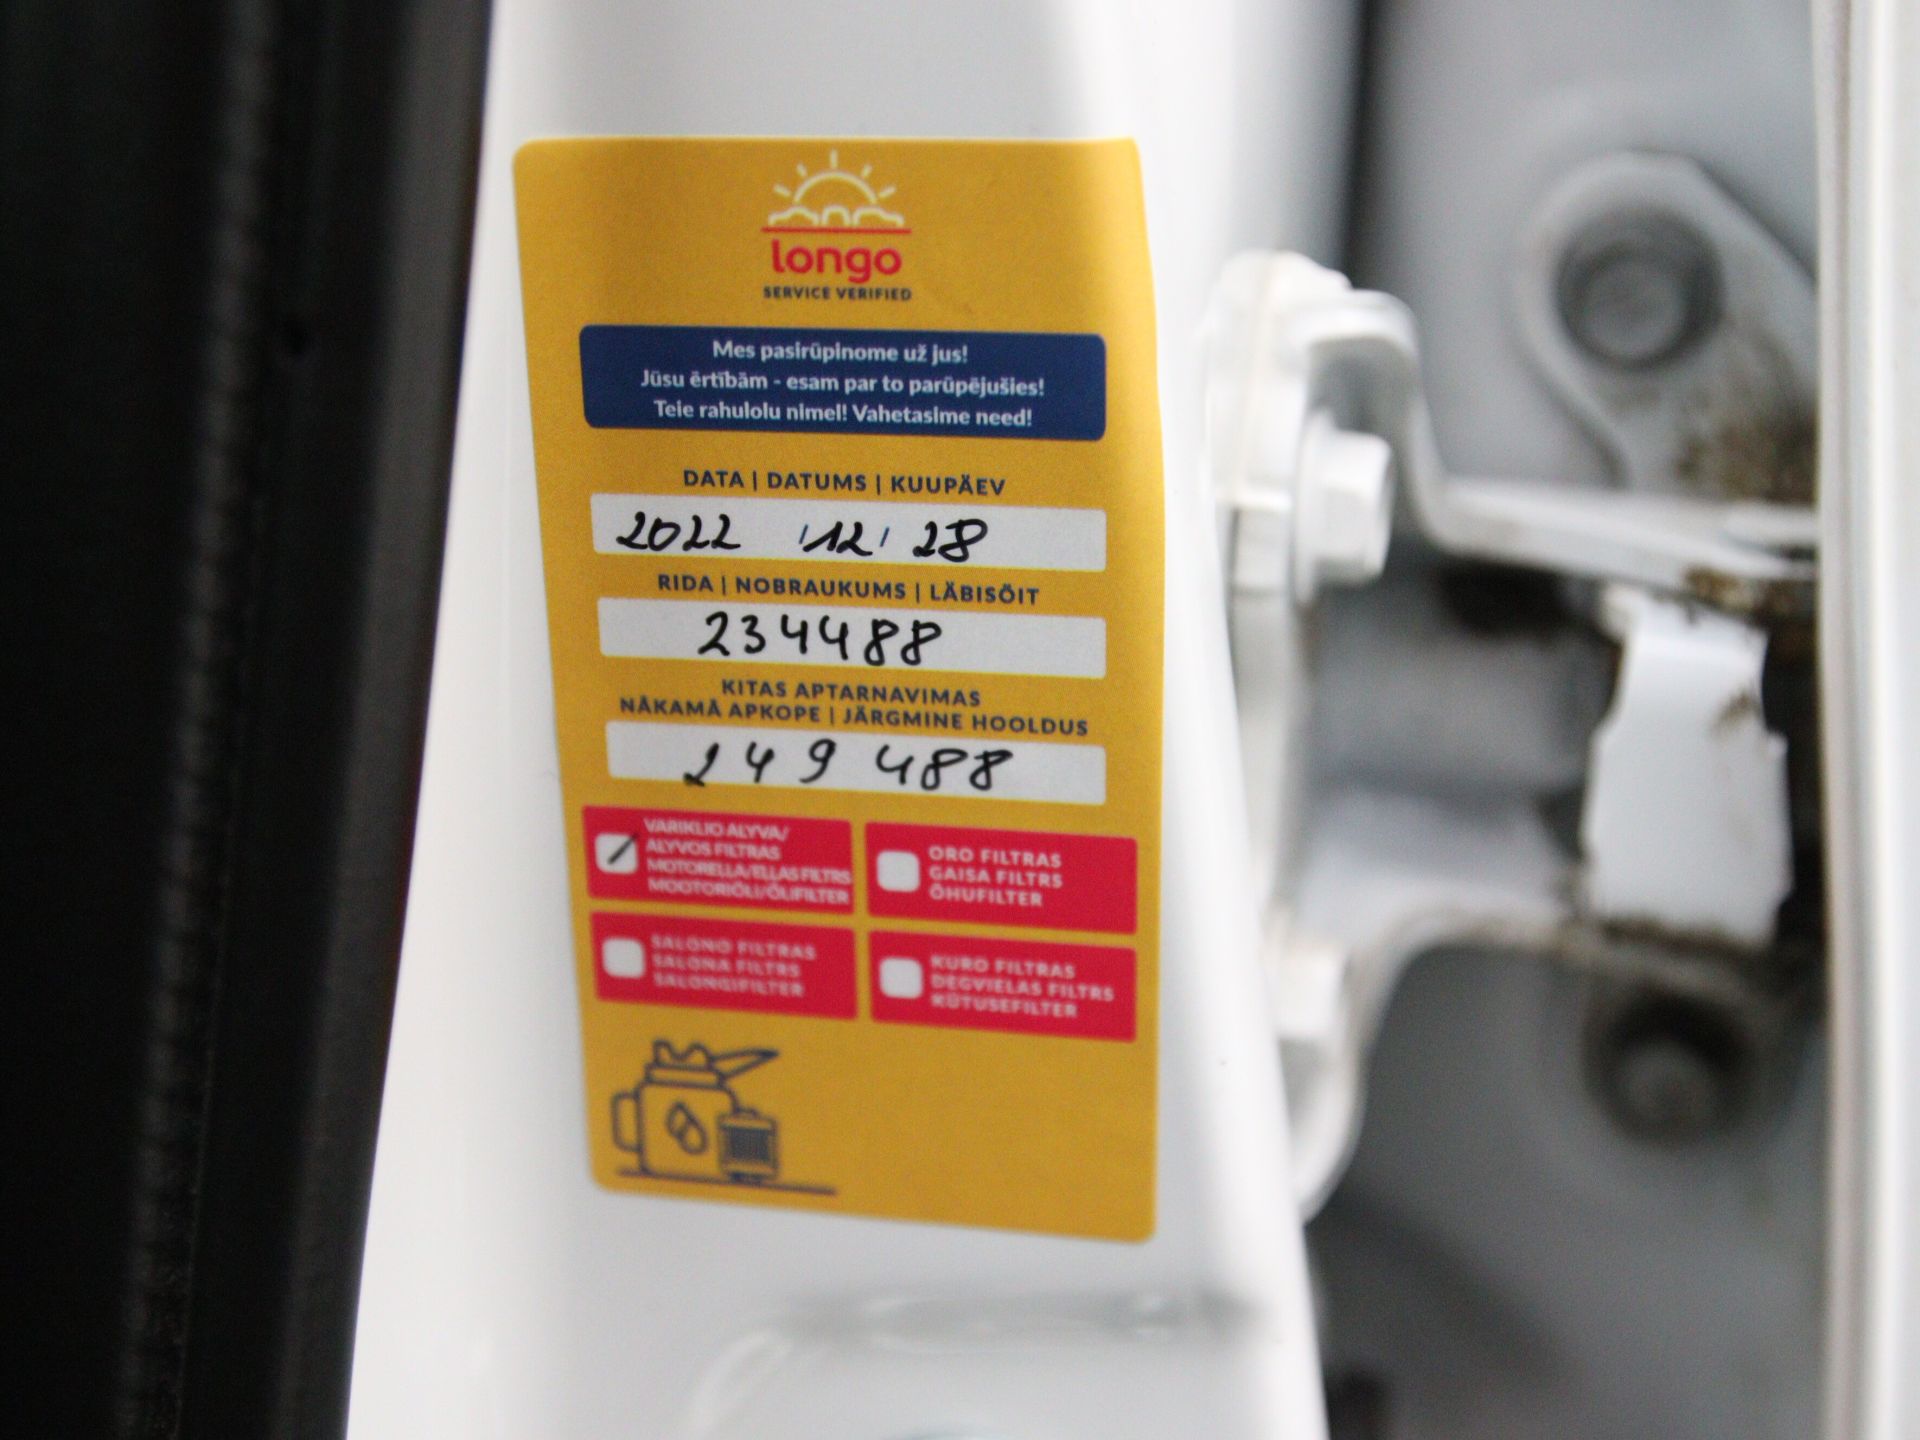 longo
SERVICE VERIFIED
Mes pasirūpinome už jus!
Jūsu ērtībām - esam par to parūpējušies!
Teie rahulolu nimel! Vahetasime need!
DATA | DATUMS | KUUPÄEV
2022 12 28
RIDA | NOBRAUKUMS | LÄBISÕIT
234488
KITAS APTARNAVIMAS
NĀKAMĀ APKOPE | JÄRGMINE HOOLDUS
249 488
VARIKLIO ALYVA/
ALYVOS FILTRAS
MOTOREĻĻA/EĻĻAS FILTRS
MOOTORIÕLI/ÕLIFILTER
ORO FILTRAS
GAISA FILTRS
ÕHUFILTER
SALONO FILTRAS
SALONA FILTRS
SALONGIFILTER
KURO FILTRAS
DEGVIELAS FILTRS
KÜTUSEFILTER